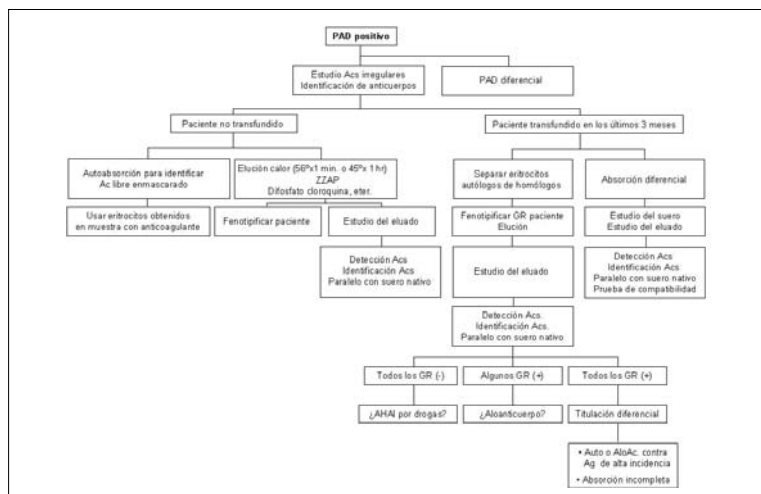 PAD positivo
Estudio Acs irregulares
Identificación de anticuerpos
PAD diferencial
Paciente no transfundido
Paciente transfundido en los últimos 3 meses
Autoabsorción para identificar
Ac libre enmascarado
Elución calor (56ºx1 min. o 45ºx 1 hr)
ZZAP
Difosfato cloroquina, eter.
Separar eritrocitos
autólogos de homólogos
Absorción diferencial
Usar eritrocitos obtenidos
en muestra con anticoagulante
Fenotipificar paciente
Estudio del eluado
Fenotipificar GR paciente
Elución
Estudio del suero
Estudio del eluado
Detección Acs
Identificación Acs
Paralelo con suero nativo
Estudio del eluado
Detección Acs
Identificación Acs
Paralelo con suero nativo
Prueba de compatibilidad
Detección Acs.
Identificación Acs.
Paralelo con suero nativo
Todos los GR (-)
Algunos GR (+)
Todos los GR (+)
¿AHAI por drogas?
¿Aloanticuerpo?
Titulación diferencial
• Auto o AloAc. contra
Ag. de alta incidencia
• Absorción incompleta